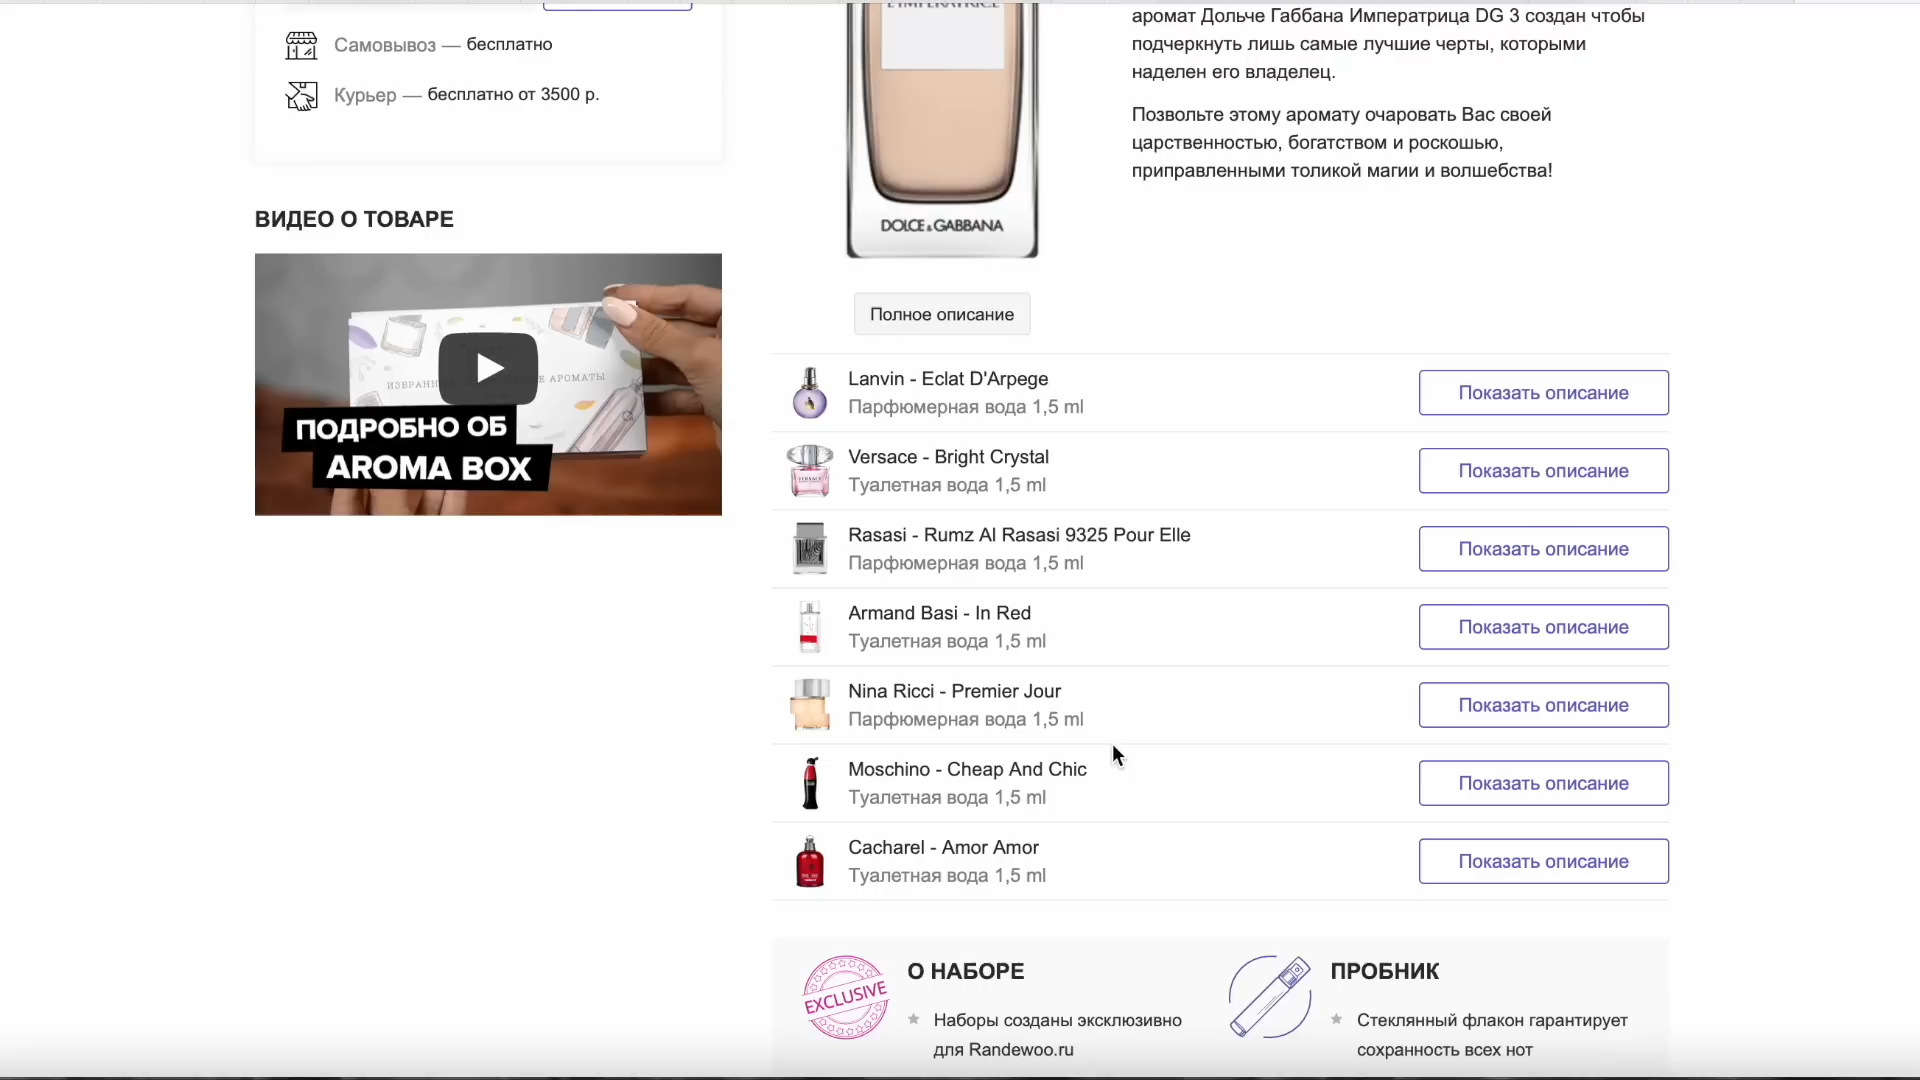 Самовывоз — бесплатно
Курьер — бесплатно от 3500 р.
ВИДЕО О ТОВАРЕ
ПОДРОБНО ОБ
AROMA BOX
L'IMPERATRICE
DOLCE & GABBANA
аромат Дольче Габбана Императрица DG 3 создан чтобы
подчеркнуть лишь самые лучшие черты, которыми
наделен его владелец.
Позвольте этому аромату очаровать Вас своей
царственностью, богатством и роскошью,
приправленными толикой магии и волшебства!
Полное описание
Lanvin - Eclat D'Arpege
Парфюмерная вода 1,5 ml
Показать описание
Versace - Bright Crystal
Туалетная вода 1,5 ml
Показать описание
Rasasi - Rumz Al Rasasi 9325 Pour Elle
Парфюмерная вода 1,5 ml
Показать описание
Armand Basi - In Red
Туалетная вода 1,5 ml
Показать описание
Nina Ricci - Premier Jour
Парфюмерная вода 1,5 ml
Показать описание
Moschino - Cheap And Chic
Туалетная вода 1,5 ml
Показать описание
Cacharel - Amor Amor
Туалетная вода 1,5 ml
Показать описание
EXCLUSIVE
О НАБОРЕ
Наборы созданы эксклюзивно
для Randewoo.ru
ПРОБНИК
Стеклянный флакон гарантирует
сохранность всех нот